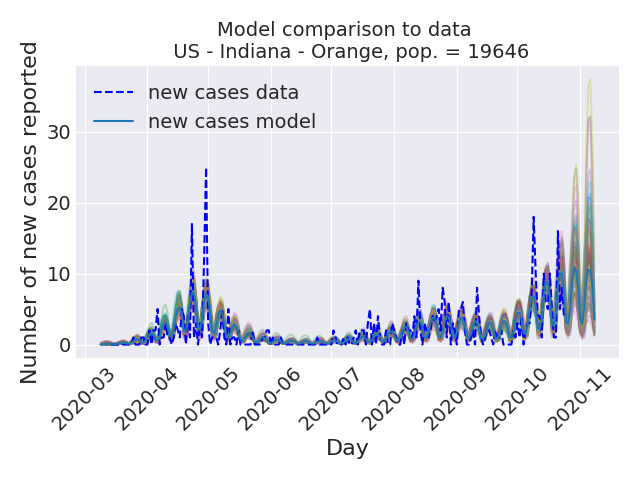 Model comparison to data
US - Indiana - Orange, pop. = 19646
Number of new cases reported
new cases data
new cases model
30
20
10
0
2020-03
2020-04
2020-05
2020-06
2020-07
2020-08
2020-09
2020-10
2020-11
Day